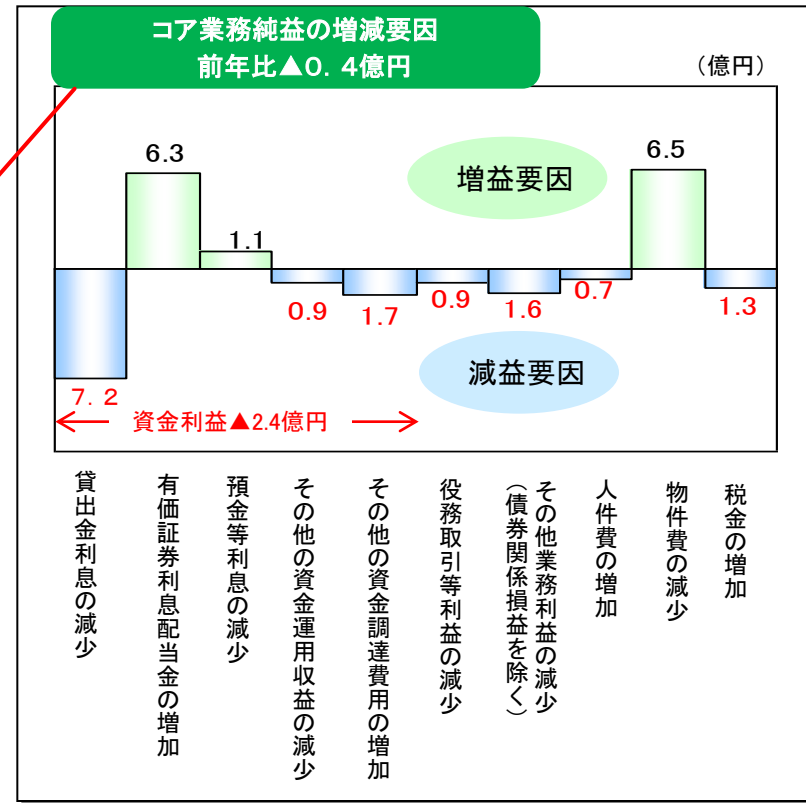 コア業務純益の増減要因
前年比▲０．４億円
（億円）
6.3
6.5
増益要因
1.1
0.9
1.7
0.9
1.6
0.7
1.3
減益要因
７．２
資金利益▲2.4億円
貸出金利息の減少
有価証券利息配当金の増加
預金等利息の減少
その他の資金運用収益の減少
その他の資金調達費用の増加
役務取引等利益の減少
その他業務利益の減少
（債券関係損益を除く）
人件費の増加
物件費の減少
税金の増加